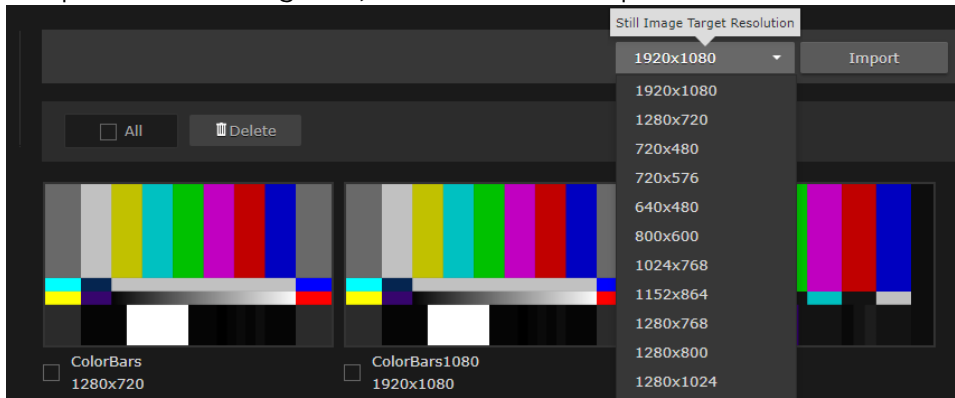 Still Image Target Resolution
1920x1080
Import
1920x1080
1280x720
720x480
720x576
640x480
800x600
1024x768
1152x864
1280x768
1280x800
1280x1024
All
Delete
ColorBars
1280x720
ColorBars1080
1920x1080